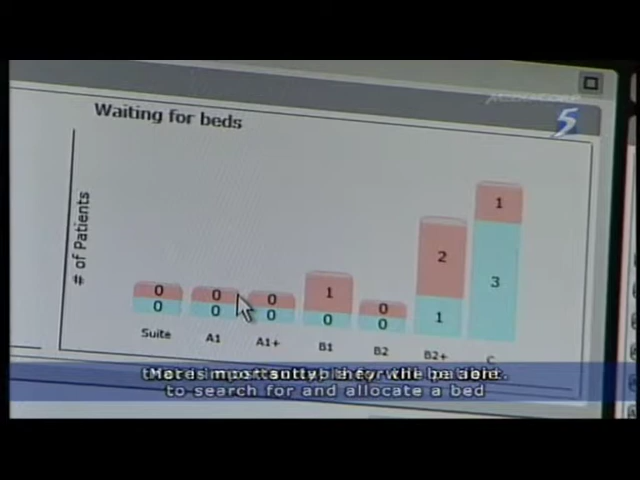 MEDIACORP
5
Waiting for beds
# of Patients
0 0 0 1 0 2 1
0 0 0 0 0 1 3
Suite A1 A1+ B1 B2 B2+ C
to search for and allocate a bed